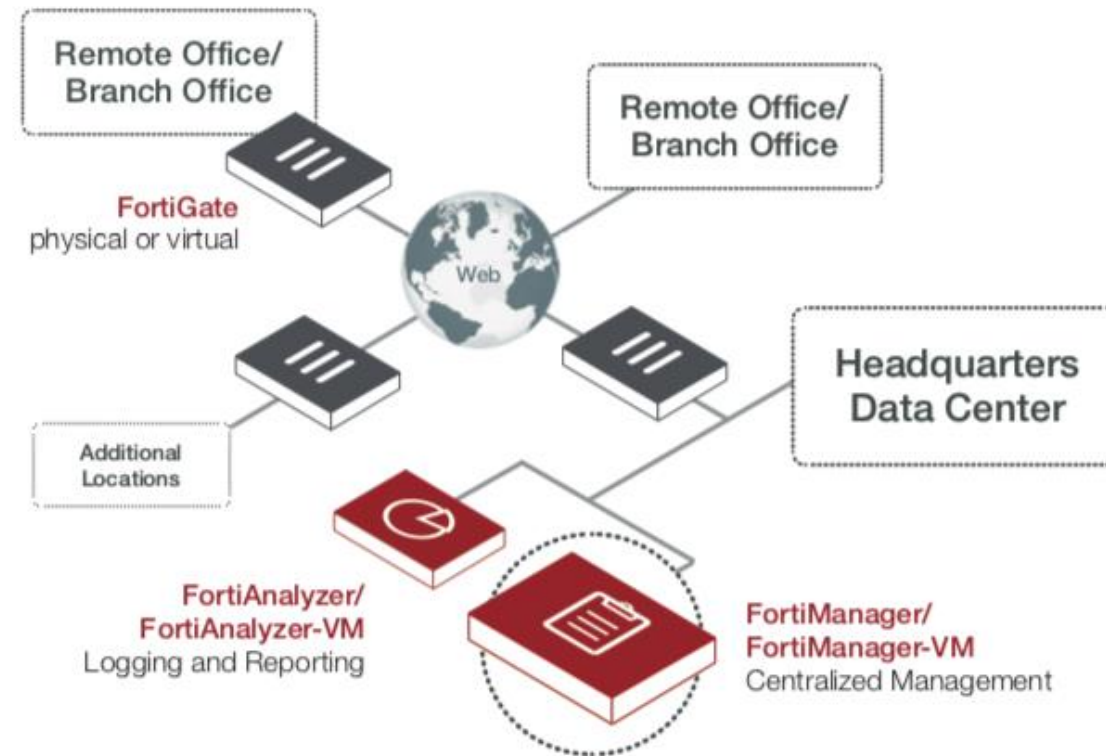 Remote Office/
Branch Office
Remote Office/
Branch Office
FortiGate
physical or virtual
Web
Headquarters
Data Center
Additional
Locations
FortiAnalyzer/
FortiAnalyzer-VM
Logging and Reporting
FortiManager/
FortiManager-VM
Centralized Management